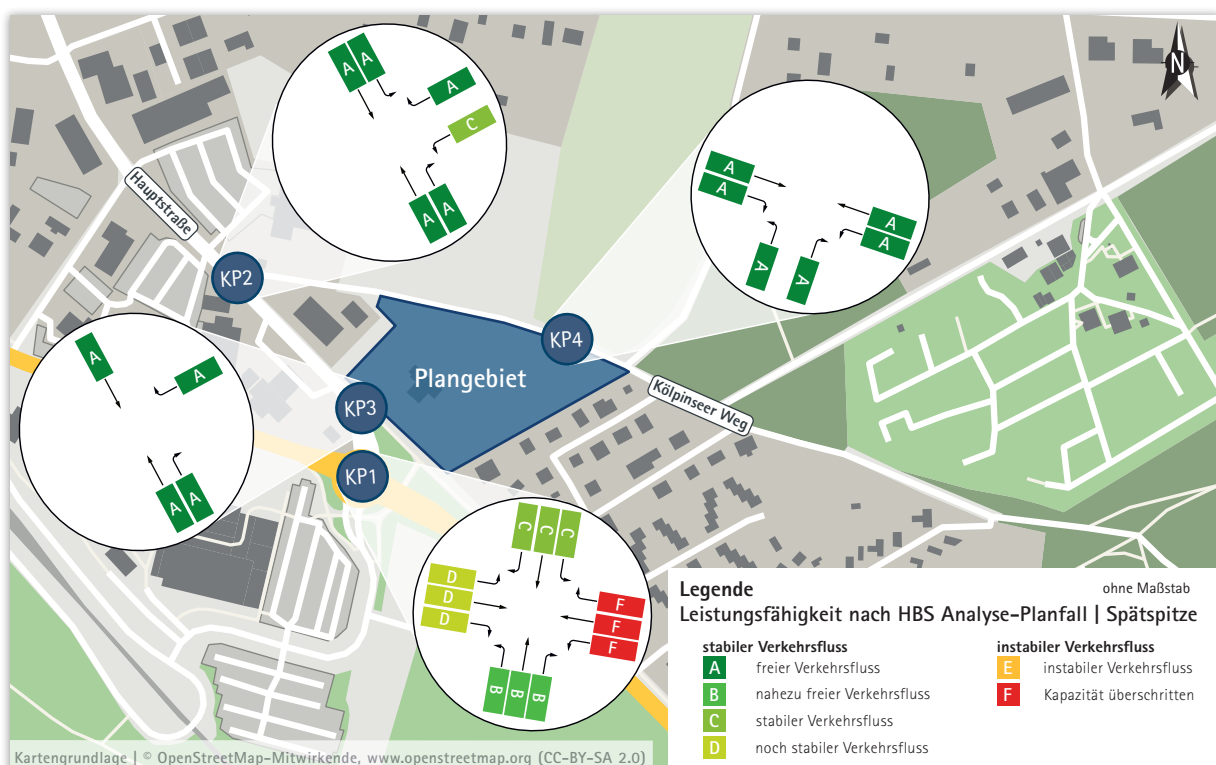 N
A A
A
C
A A
Hauptstraße
KP2
A
A
A
A
A
A
KP4
A
A
A A
KP3
KP1
Plangebiet
Kölpinseer Weg
C C C
D
D
D
F
F
F
B B B
Legende
ohne Maßstab
Leistungsfähigkeit nach HBS Analyse-Planfall | Spätspitze
stabiler Verkehrsfluss
A freier Verkehrsfluss
B nahezu freier Verkehrsfluss
C stabiler Verkehrsfluss
D noch stabiler Verkehrsfluss
instabiler Verkehrsfluss
E instabiler Verkehrsfluss
F Kapazität überschritten
Kartengrundlage | © OpenStreetMap-Mitwirkende, www.openstreetmap.org (CC-BY-SA 2.0)